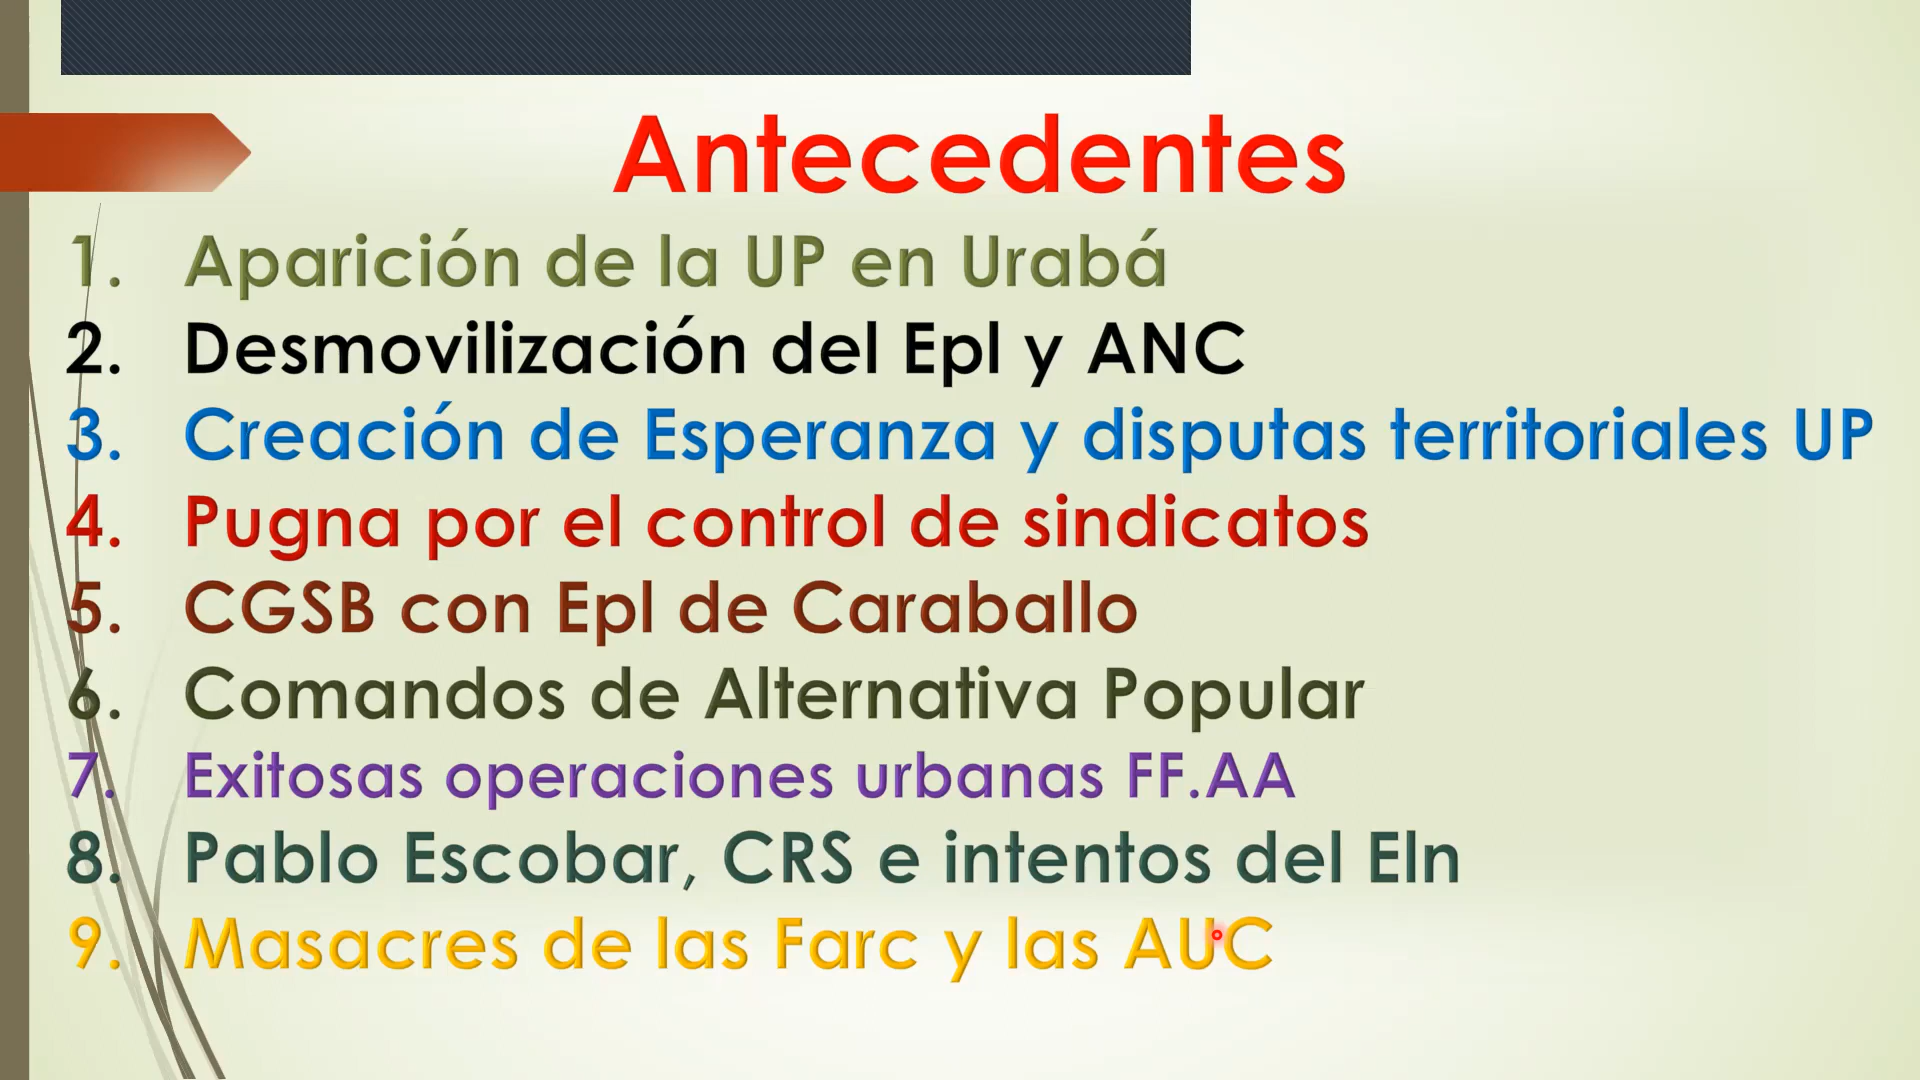 Antecedentes
1. Aparición de la UP en Urabá
2. Desmovilización del Epl y ANC
3. Creación de Esperanza y disputas territoriales UP
4. Pugna por el control de sindicatos
5. CGSB con Epl de Caraballo
6. Comandos de Alternativa Popular
7. Exitosas operaciones urbanas FF.AA
8. Pablo Escobar, CRS e intentos del Eln
9. Masacres de las Farc y las AUC